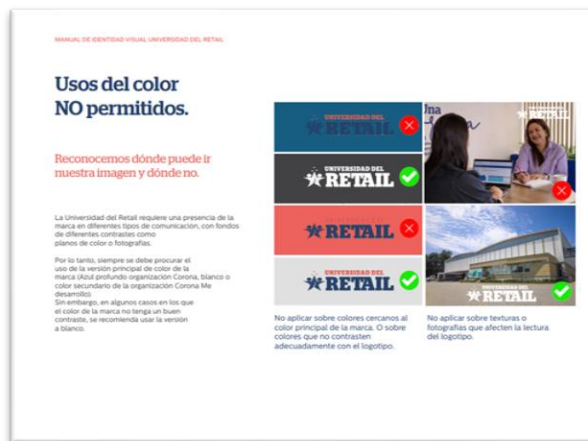 MANUAL DE IDENTIDAD VISUAL UNIVERSIDAD DEL RETAIL
Usos del color
NO permitidos.
Reconocemos dónde puede ir
nuestra imagen y dónde no.
La Universidad del Retail requiere una presencia de la
marca en diferentes tipos de comunicación, con fondos
de diferentes contrastes como
planos de color o fotografías.
Por lo tanto, siempre se debe procurar el
uso de la versión principal de color de la
marca (Azul profundo organización Corona, blanco o
color secundario de la organización Corona Me
desarrollo).
Sin embargo, en algunos casos en los que
el color de la marca no tenga un buen
contraste, se recomienda usar la versión
a blanco.
UNIVERSIDAD DEL
RETAIL
UNIVERSIDAD DEL
RETAIL
RETAIL
UNIVERSIDAD DEL
RETAIL
No aplicar sobre colores cercanos al
color principal de la marca. O sobre
colores que no contrasten
adecuadamente con el logotipo.
Una
RETAIL
UNIVERSIDAD DEL
RETAIL
No aplicar sobre texturas o
fotografías que afecten la lectura
del logotipo.